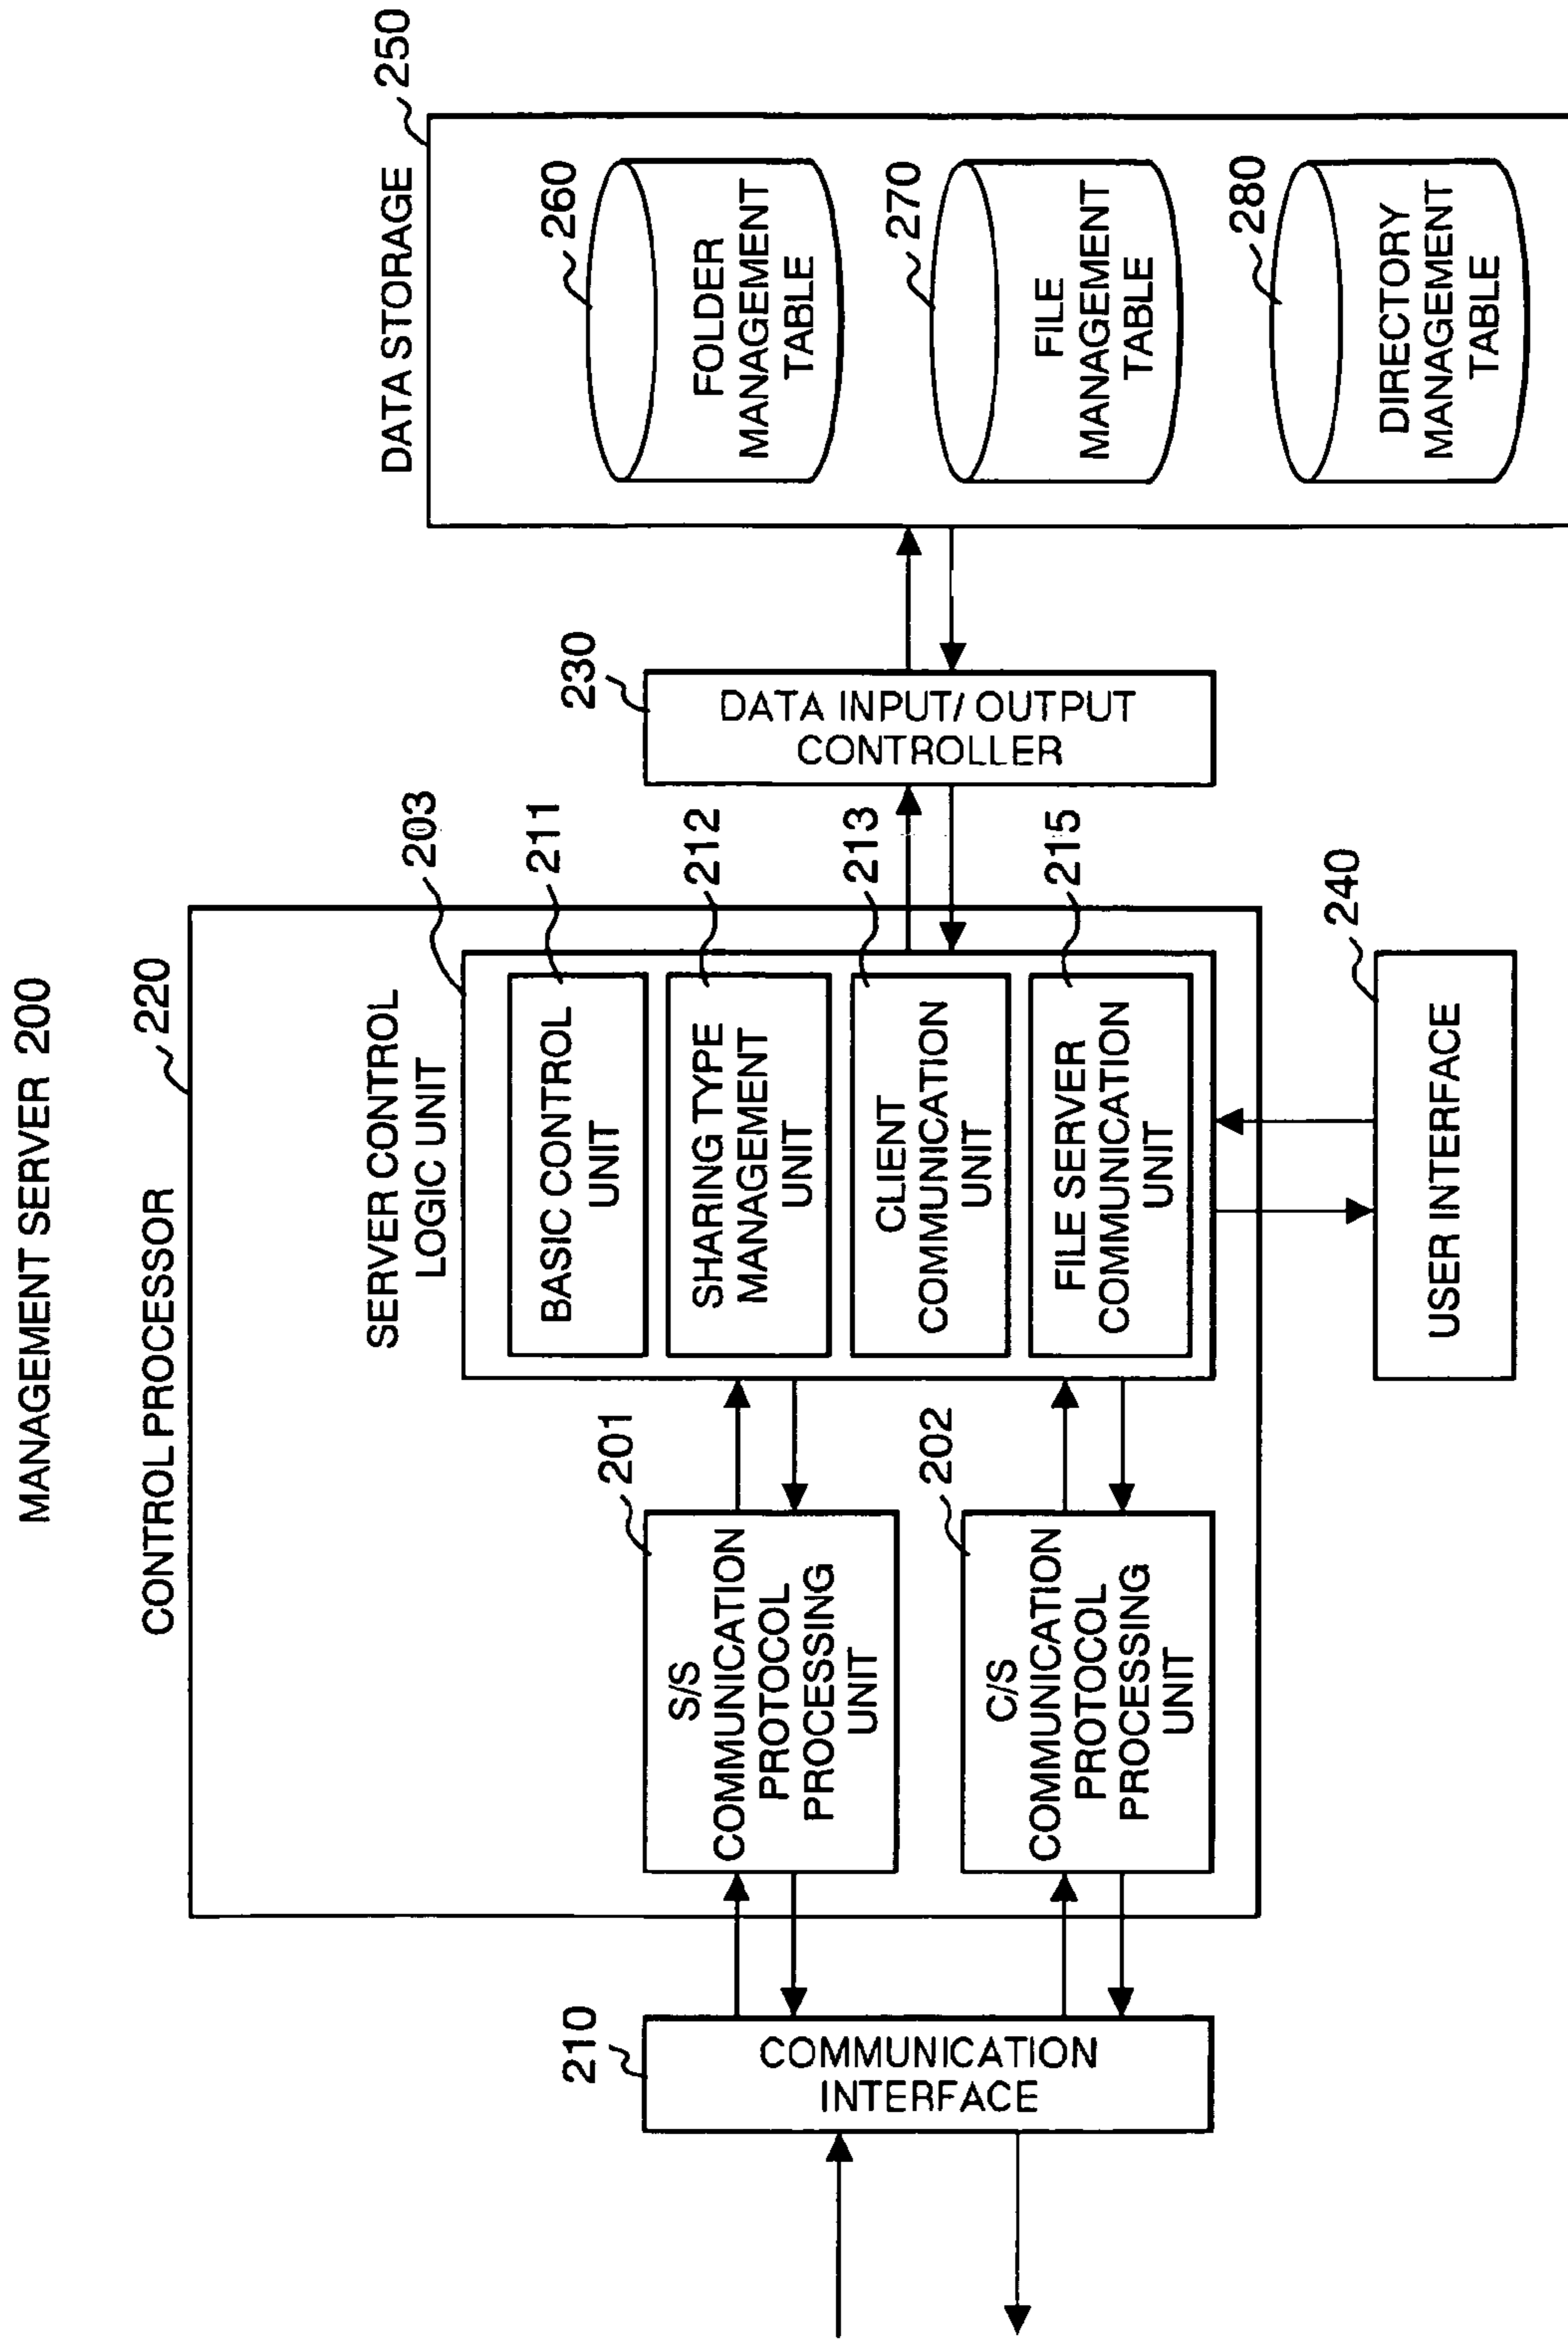 MANAGEMENT SERVER 200
CONTROL PROCESSOR
220
SERVER CONTROL
LOGIC UNIT
203
BASIC CONTROL
UNIT
211
SHARING TYPE
MANAGEMENT
UNIT
212
CLIENT
COMMUNICATION
UNIT
213
FILE SERVER
COMMUNICATION
UNIT
215
201
S/S
COMMUNICATION
PROTOCOL
PROCESSING
UNIT
202
C/S
COMMUNICATION
PROTOCOL
PROCESSING
UNIT
210
COMMUNICATION
INTERFACE
230
DATA INPUT/ OUTPUT
CONTROLLER
240
USER INTERFACE
DATA STORAGE
250
260
FOLDER
MANAGEMENT
TABLE
270
FILE
MANAGEMENT
TABLE
280
DIRECTORY
MANAGEMENT
TABLE